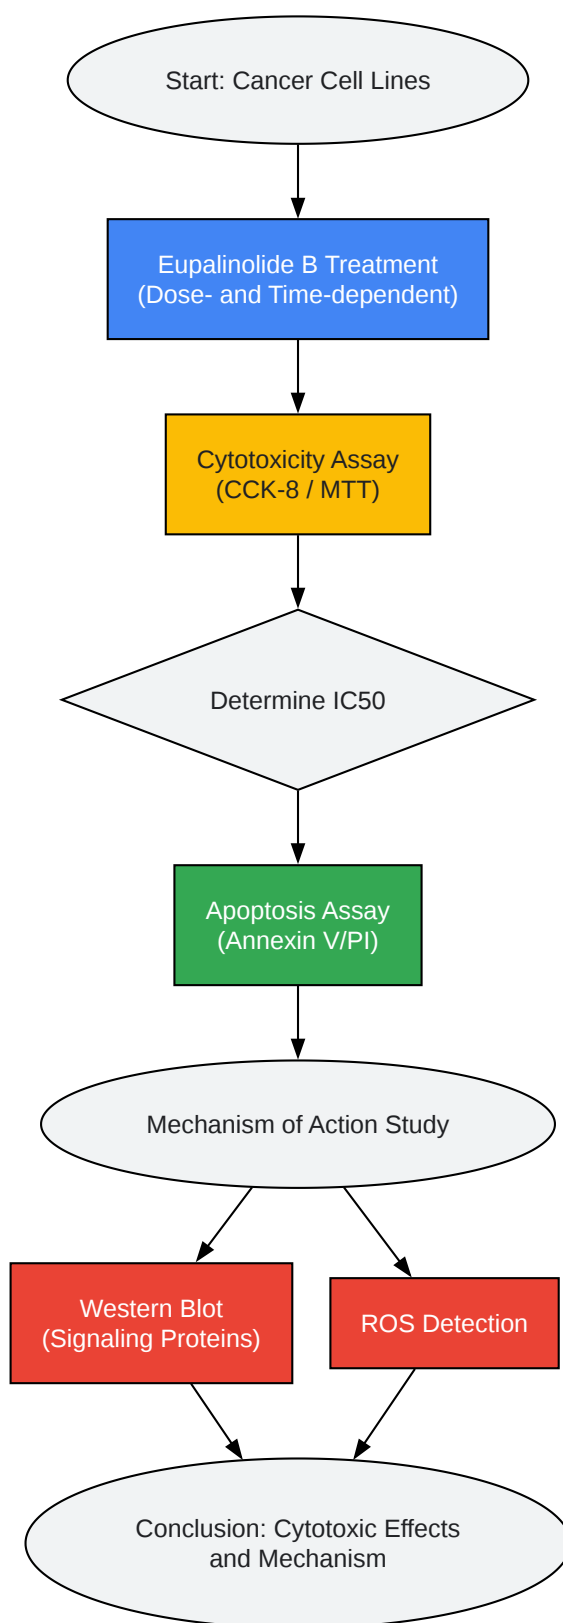 Start: Cancer Cell Lines
Eupalinolide B Treatment
(Dose- and Time-dependent)
Cytotoxicity Assay
(CCK-8 / MTT)
Determine IC50
Apoptosis Assay
(Annexin V/PI)
Mechanism of Action Study
Western Blot
(Signaling Proteins)
ROS Detection
Conclusion: Cytotoxic Effects
and Mechanism